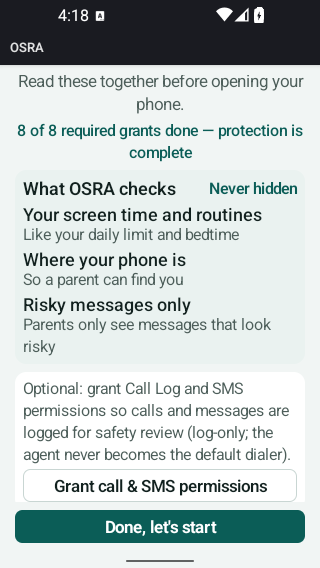 4:18
OSRA
Read these together before opening your
phone.
8 of 8 required grants done — protection is
complete
What OSRA checks
Never hidden
Your screen time and routines
Like your daily limit and bedtime
Where your phone is
So a parent can find you
Risky messages only
Parents only see messages that look
risky
Optional: grant Call Log and SMS
permissions so calls and messages are
logged for safety review (log-only; the
agent never becomes the default dialer).
Grant call & SMS permissions
Done, let's start